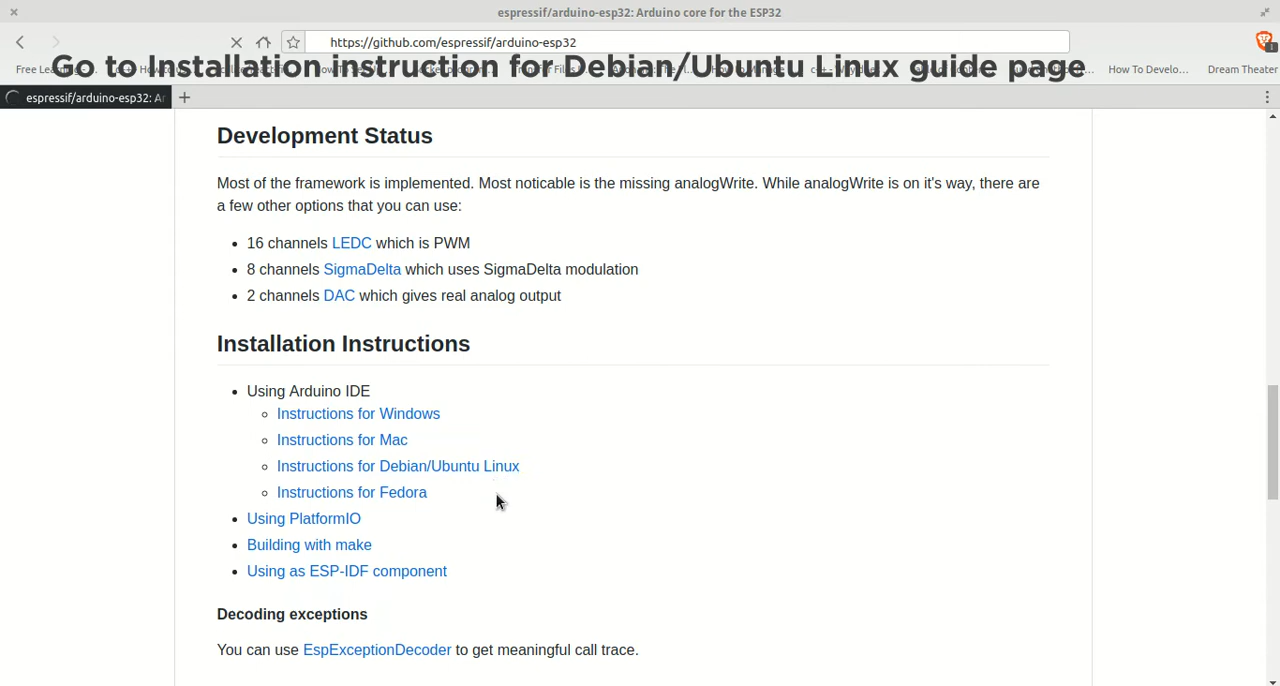 espressif/arduino-esp32: Arduino core for the ESP32
https://github.com/espressif/arduino-esp32
Go to Installation instruction for Debian/Ubuntu Linux guide page
Free
How To Develo...
Dream Theater
espressif/arduino-esp32: Ar
Development Status
Most of the framework is implemented. Most noticable is the missing analogWrite. While analogWrite is on it's way, there are
a few other options that you can use:
16 channels LEDC which is PWM
8 channels SigmaDelta which uses SigmaDelta modulation
2 channels DAC which gives real analog output
Installation Instructions
Using Arduino IDE
Instructions for Windows
Instructions for Mac
Instructions for Debian/Ubuntu Linux
Instructions for Fedora
Using PlatformIO
Building with make
Using as ESP-IDF component
Decoding exceptions
You can use EspExceptionDecoder to get meaningful call trace.